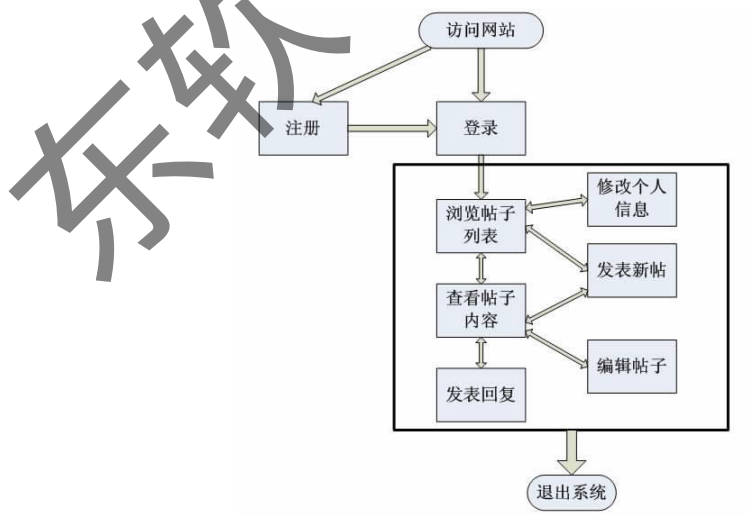 东软
访问网站
注册
登录
浏览帖子
列表
修改个人
信息
发表新帖
查看帖子
内容
编辑帖子
发表回复
退出系统